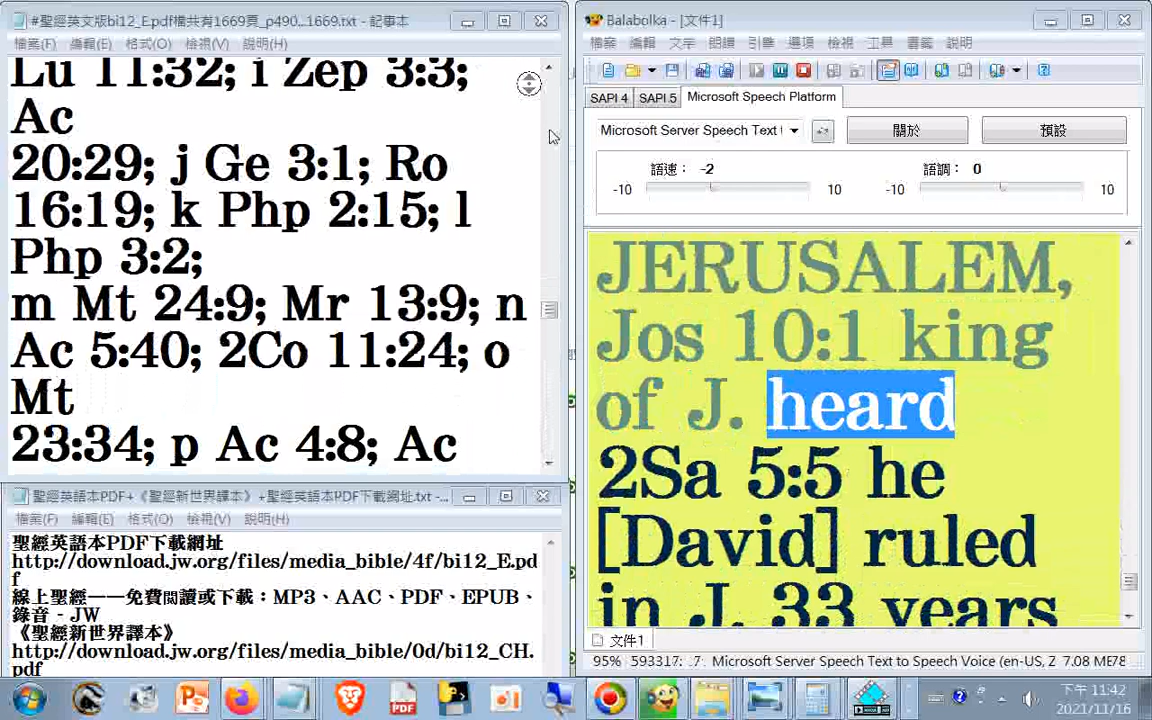 #聖經英文版bi12_E.pdf檔共有1669頁_p490,..1669.txt - 記事本
檔案(F) 編輯(E) 格式(O) 檢視(V) 說明(H)
Lu 11:32; i Zep 3:3;
Ac
20:29; j Ge 3:1; Ro
16:19; k Php 2:15; l
Php 3:2;
m Mt 24:9; Mr 13:9; n
Ac 5:40; 2Co 11:24; o
Mt
23:34; p Ac 4:8; Ac
聖經英語本PDF+《聖經新世界譯本》+聖經英語本PDF下載網址.txt -...
檔案(F) 編輯(E) 格式(O) 檢視(V) 說明(H)
聖經英語本PDF下載網址
http://download.jw.org/files/media_bible/4f/bi12_E.pd
f
線上聖經——免費閱讀或下載：MP3、AAC、PDF、EPUB、
錄音 - JW
《聖經新世界譯本》
http://download.jw.org/files/media_bible/0d/bi12_CH.
pdf
Balabolka - [文件1]
檔案 編輯 文字 朗讀 引擎 選項 檢視 工具 書籤 說明
SAPI 4 SAPI 5 Microsoft Speech Platform
Microsoft Server Speech Text 關於 預設
語速： -2 語調： 0
-10 10 -10 10
JERUSALEM,
Jos 10:1 king
of J. heard
2Sa 5:5 he
[David] ruled
in J. 33 years
文件1
95% Microsoft Server Speech Text to Speech Voice (en-US, Z 7.08 ME
下午 11:42
2021/11/16